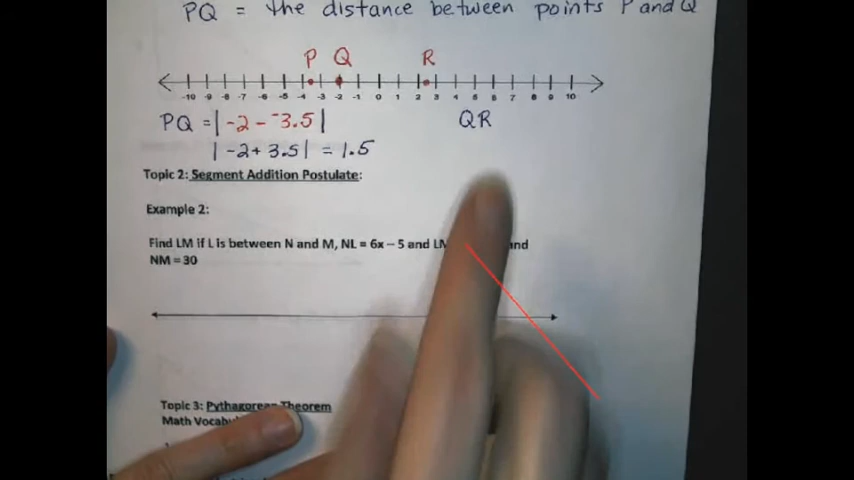 PQ = the distance between points P and Q
P Q R
-10 -9 -8 -7 -6 -5 -4 -3 -2 -1 0 1 2 3 4 5 6 7 8 9 10
PQ = |-2 - ⁻3.5| QR
|-2 + 3.5| = 1.5
Topic 2: Segment Addition Postulate:
Example 2:
Find LM if L is between N and M, NL = 6x – 5 and
NM = 30
Topic 3: Pythagorean Theorem
Math